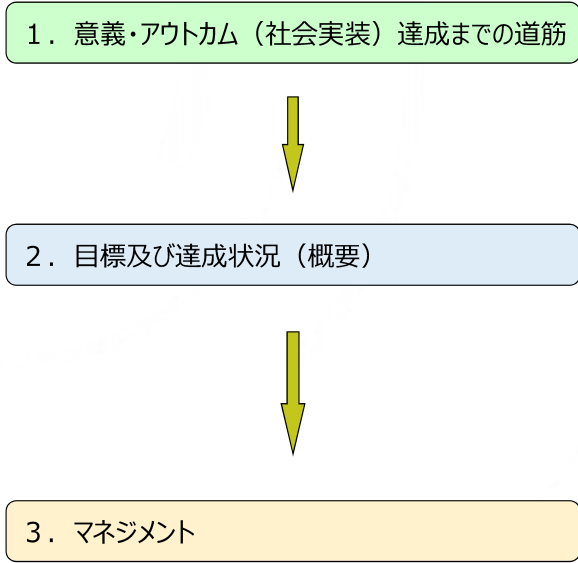 １．意義・アウトカム（社会実装）達成までの道筋
２．目標及び達成状況（概要）
３．マネジメント